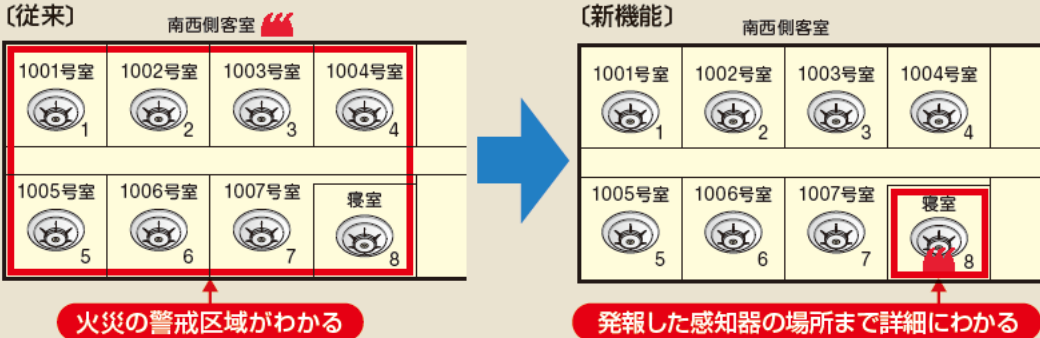 〔従来〕
南西側客室
1001号室 1002号室 1003号室 1004号室
1 2 3 4
1005号室 1006号室 1007号室 寝室
5 6 7 8
火災の警戒区域がわかる
〔新機能〕
南西側客室
1001号室 1002号室 1003号室 1004号室
1 2 3 4
1005号室 1006号室 1007号室 寝室
5 6 7 8
発報した感知器の場所まで詳細にわかる